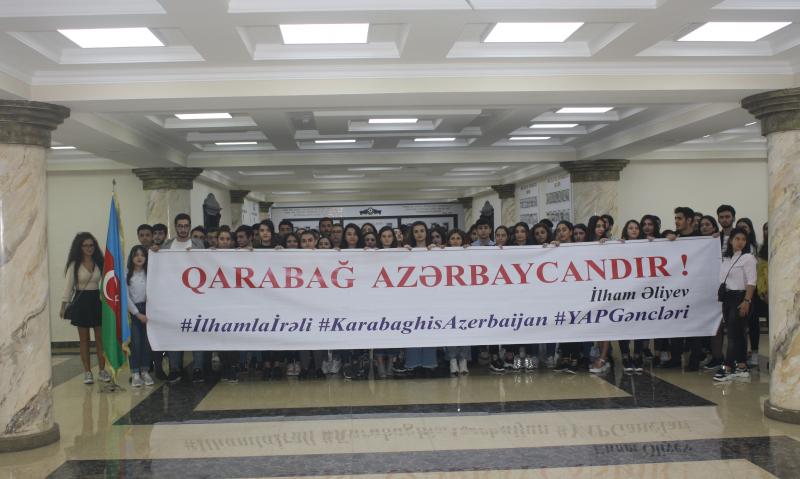 QARABAĞ AZƏRBAYCANDIR !
İlham Əliyev
#İlhamlaİrəli #KarabaghisAzerbaijan #YAPGəncləri